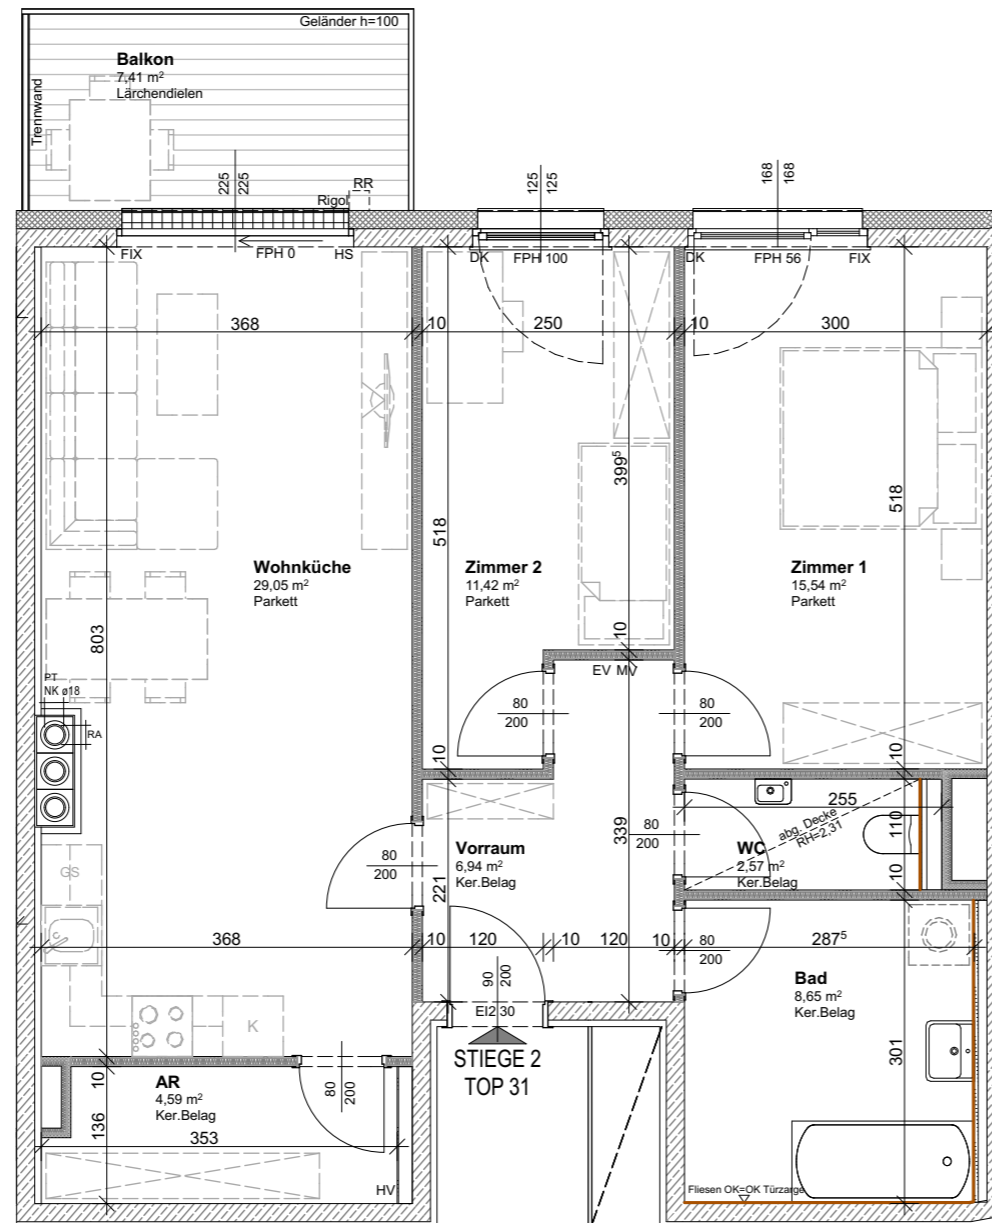 Geländer h=100
Balkon
7,41 m²
Lärchendielen
Trennwand
225
225
RR
Rigol
125
125
168
168
FIX
FPH 0
HS
DK
FPH 100
DK
FPH 56
FIX
368
10
250
10
300
399⁵
518
518
Wohnküche
29,05 m²
Parkett
Zimmer 2
11,42 m²
Parkett
Zimmer 1
15,54 m²
Parkett
803
10
EV MV
PT
NK ø18
RA
80
200
80
200
10
10
255
abg. Decke
RH=2,31
110
339
80
200
Vorraum
6,94 m²
Ker.Belag
WC
2,57 m²
Ker.Belag
80
200
GS
221
10
368
10
120
10
120
10
80
200
287⁵
90
200
Bad
8,65 m²
Ker.Belag
EI2 30
K
STIEGE 2
TOP 31
301
10
AR
4,59 m²
Ker.Belag
80
200
136
353
HV
Fliesen OK=OK Türzarge